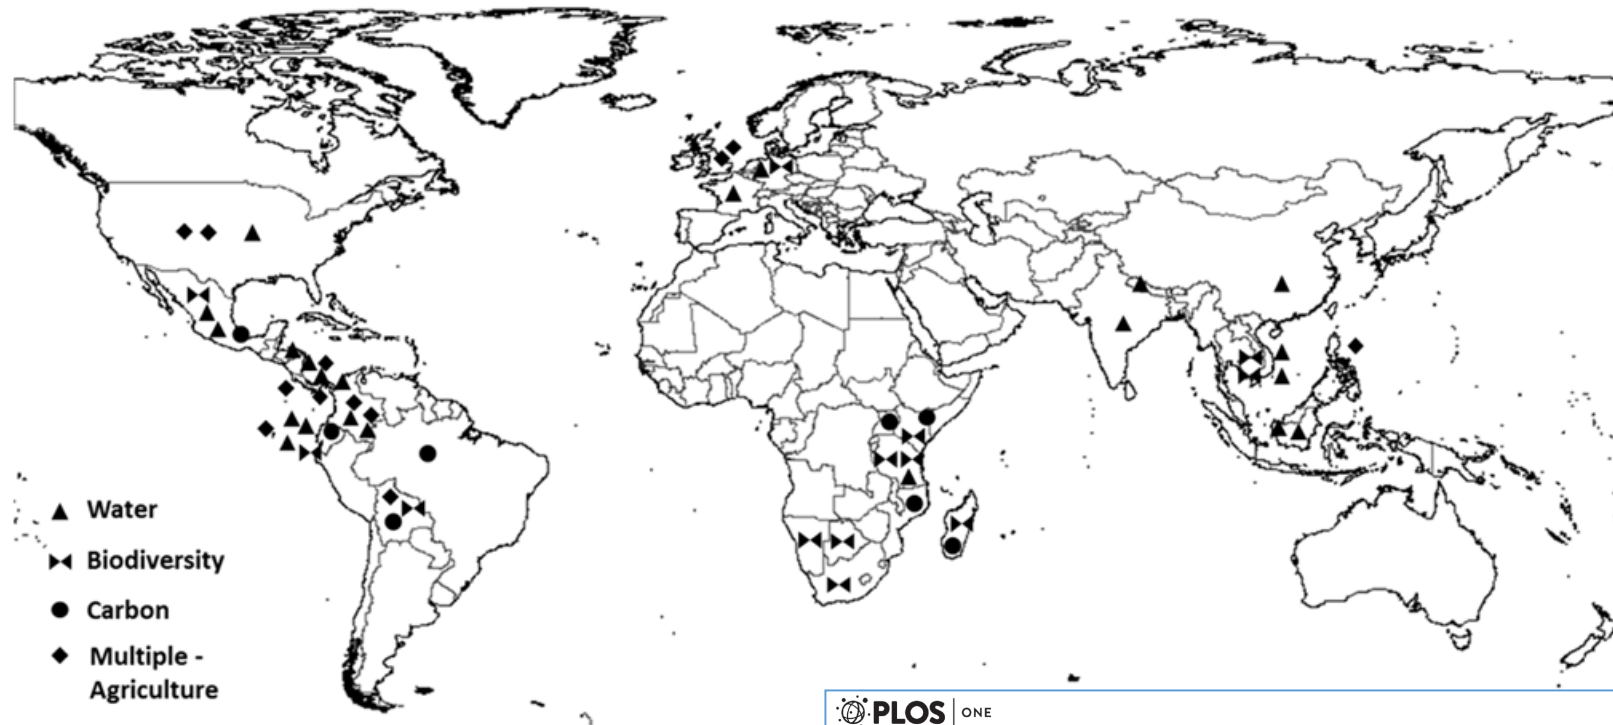 Water
Biodiversity
Carbon
Multiple -
Agriculture
PLOS ONE